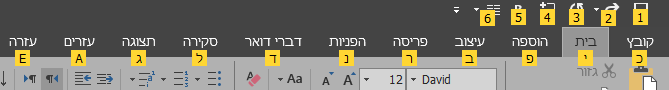 1 2 3 4 5 6
קובץ בית הוספה עיצוב פריסה הפניות דברי דואר סקירה תצוגה עזרים עזרה
כ י פ ב ר נ ד ל ג A E
גזור David 12 A A Aa